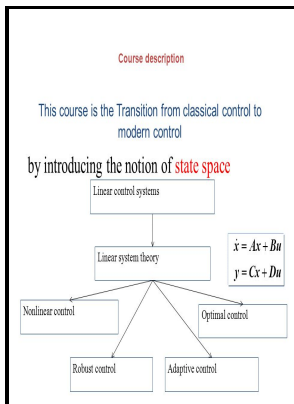 Course description
This course is the Transition from classical control to
modern control
by introducing the notion of state space
Linear control systems
Linear system theory
ẋ = Ax + Bu
y = Cx + Du
Nonlinear control
Optimal control
Robust control
Adaptive control